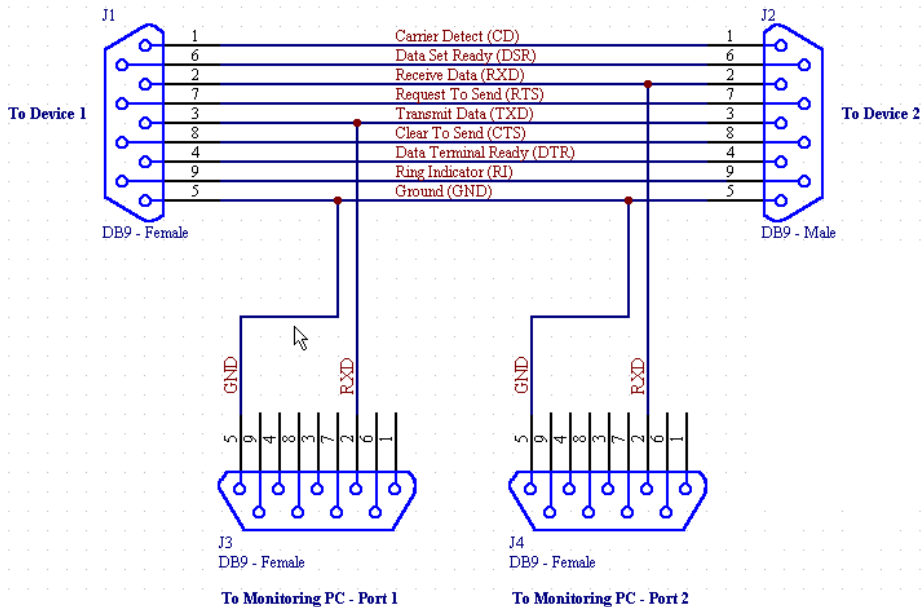 J1 J2
1 Carrier Detect (CD) 1
6 Data Set Ready (DSR) 6
2 Receive Data (RXD) 2
7 Request To Send (RTS) 7
To Device 1 3 Transmit Data (TXD) 3 To Device 2
8 Clear To Send (CTS) 8
4 Data Terminal Ready (DTR) 4
9 Ring Indicator (RI) 9
5 Ground (GND) 5
DB9 - Female DB9 - Male
GND RXD GND RXD
5 9 4 8 3 7 2 6 1 5 9 4 8 3 7 2 6 1
J3 J4
DB9 - Female DB9 - Female
To Monitoring PC - Port 1 To Monitoring PC - Port 2